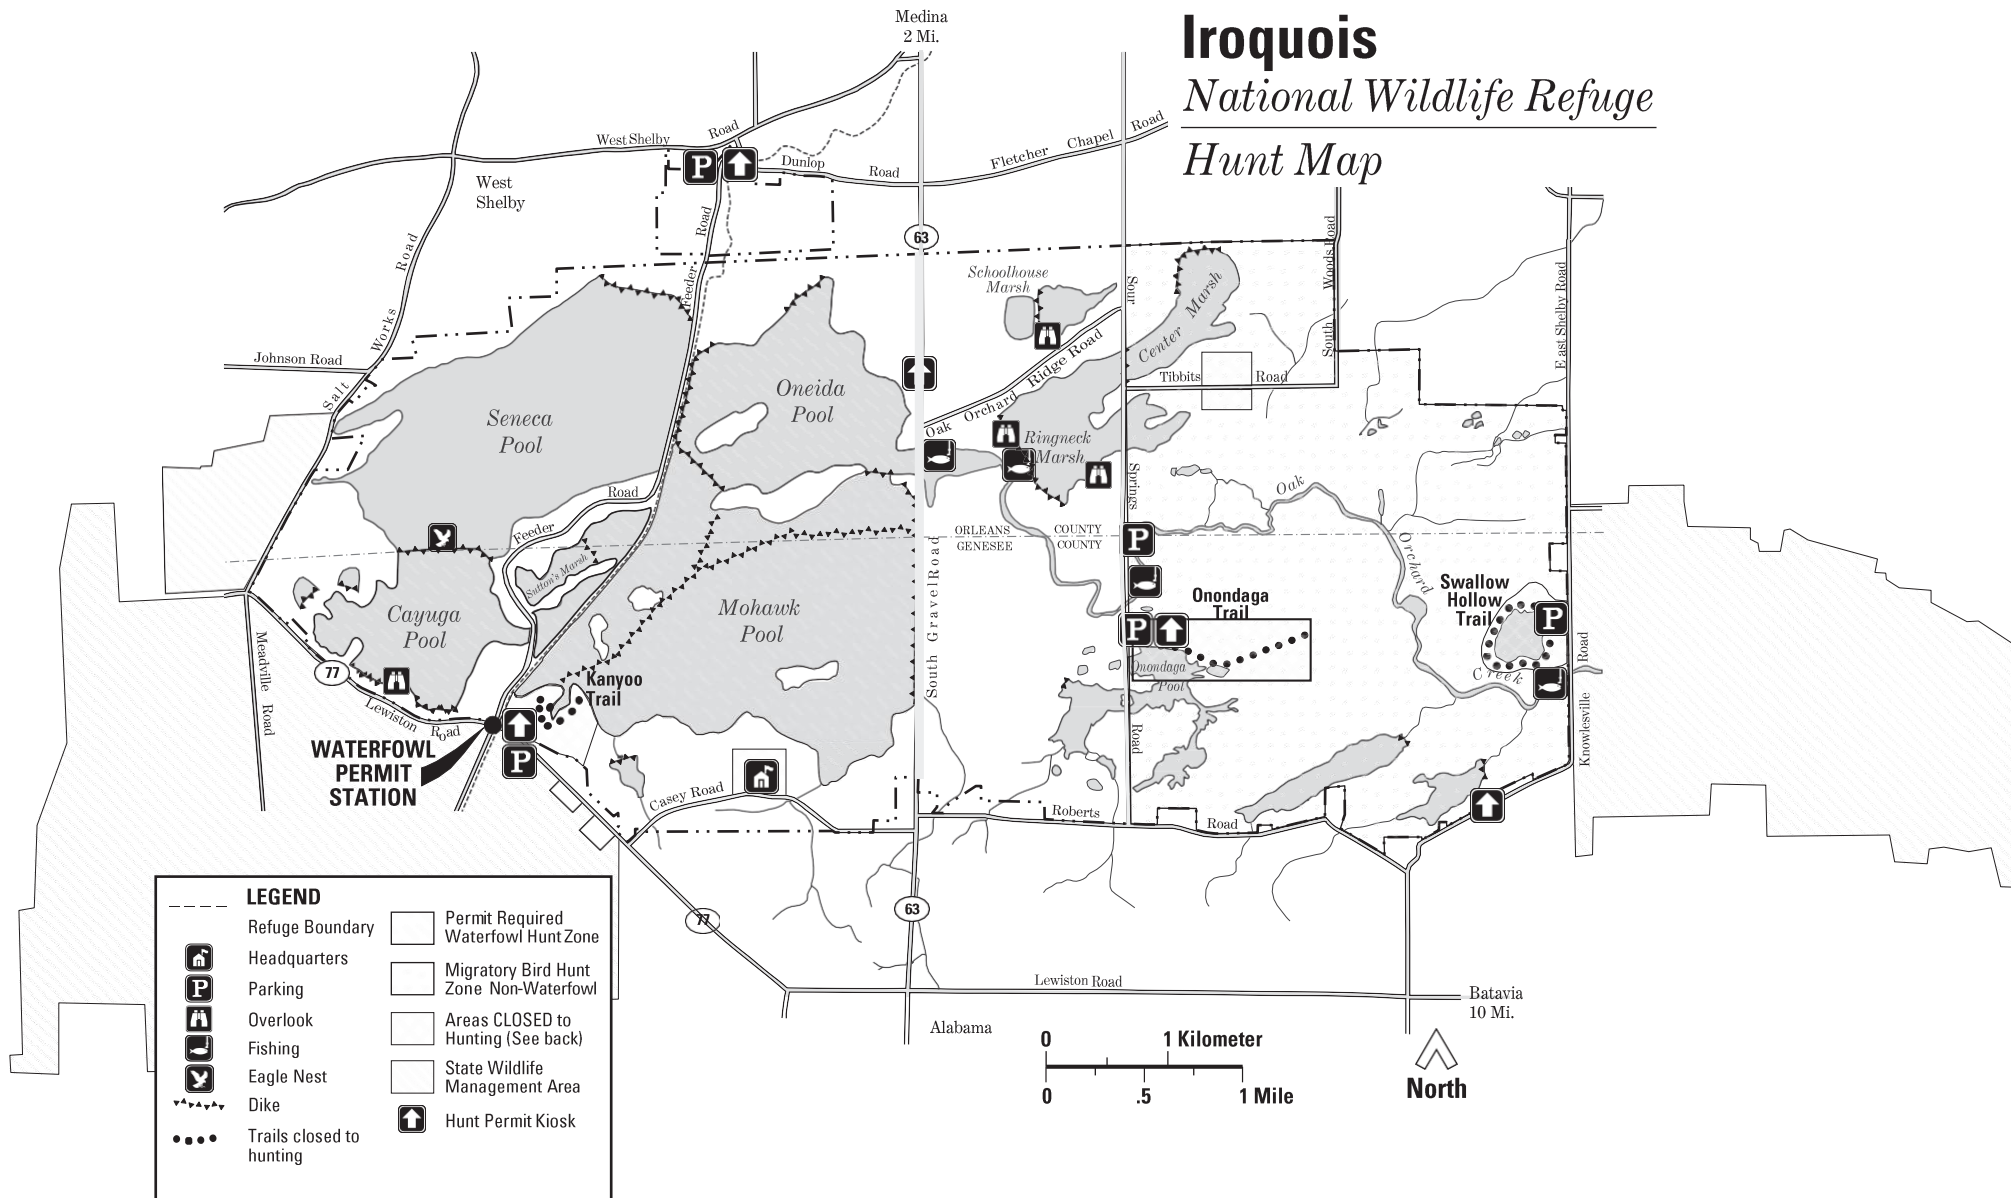 Iroquois
National Wildlife Refuge
Hunt Map
Medina
2 Mi.
West Shelby
Road
Dunlop
Road
Fletcher Chapel Road
West
Shelby
P
63
Salt Works Road
Feeder Road
Johnson Road
Schoolhouse
Marsh
Sour
Springs
Road
Center Marsh
South Woods Road
East Shelby Road
Tibbits Road
Oak Orchard Ridge Road
Seneca
Pool
Oneida
Pool
Ringneck
Marsh
Feeder Road
Sutton's Marsh
ORLEANS COUNTY
GENESEE COUNTY
Oak
Orchard
Creek
P
P
Onondaga
Trail
Onondaga
Pool
Swallow
Hollow
Trail
P
Knowlesville Road
Cayuga
Pool
Mohawk
Pool
South Gravel Road
Meadville Road
77
Lewiston Road
Kanyoo
Trail
WATERFOWL
PERMIT
STATION
P
Casey Road
Roberts Road
77
63
Lewiston Road
Alabama
Batavia
10 Mi.
0 1 Kilometer
0 .5 1 Mile
North
LEGEND
Refuge Boundary
Headquarters
P Parking
Overlook
Fishing
Eagle Nest
Dike
Trails closed to
hunting
Permit Required
Waterfowl Hunt Zone
Migratory Bird Hunt
Zone Non-Waterfowl
Areas CLOSED to
Hunting (See back)
State Wildlife
Management Area
Hunt Permit Kiosk